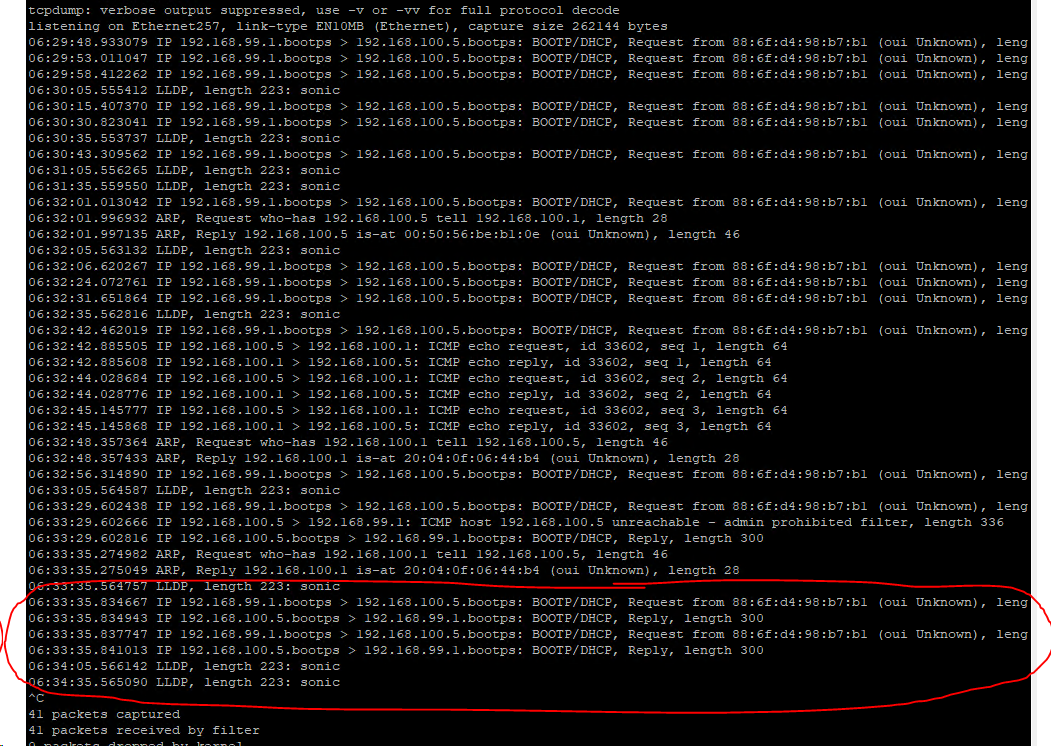 tcpdump: verbose output suppressed, use -v or -vv for full protocol decode
listening on Ethernet257, link-type EN10MB (Ethernet), capture size 262144 bytes
06:29:48.933079 IP 192.168.99.1.bootps > 192.168.100.5.bootps: BOOTP/DHCP, Request from 88:6f:d4:98:b7:b1 (oui Unknown), leng
06:29:53.011047 IP 192.168.99.1.bootps > 192.168.100.5.bootps: BOOTP/DHCP, Request from 88:6f:d4:98:b7:b1 (oui Unknown), leng
06:29:58.412262 IP 192.168.99.1.bootps > 192.168.100.5.bootps: BOOTP/DHCP, Request from 88:6f:d4:98:b7:b1 (oui Unknown), leng
06:30:05.555412 LLDP, length 223: sonic
06:30:15.407370 IP 192.168.99.1.bootps > 192.168.100.5.bootps: BOOTP/DHCP, Request from 88:6f:d4:98:b7:b1 (oui Unknown), leng
06:30:30.823041 IP 192.168.99.1.bootps > 192.168.100.5.bootps: BOOTP/DHCP, Request from 88:6f:d4:98:b7:b1 (oui Unknown), leng
06:30:35.553737 LLDP, length 223: sonic
06:30:43.309562 IP 192.168.99.1.bootps > 192.168.100.5.bootps: BOOTP/DHCP, Request from 88:6f:d4:98:b7:b1 (oui Unknown), leng
06:31:05.556265 LLDP, length 223: sonic
06:31:35.559550 LLDP, length 223: sonic
06:32:01.013042 IP 192.168.99.1.bootps > 192.168.100.5.bootps: BOOTP/DHCP, Request from 88:6f:d4:98:b7:b1 (oui Unknown), leng
06:32:01.996932 ARP, Request who-has 192.168.100.5 tell 192.168.100.1, length 28
06:32:01.997135 ARP, Reply 192.168.100.5 is-at 00:50:56:be:b1:0e (oui Unknown), length 46
06:32:05.563132 LLDP, length 223: sonic
06:32:06.620267 IP 192.168.99.1.bootps > 192.168.100.5.bootps: BOOTP/DHCP, Request from 88:6f:d4:98:b7:b1 (oui Unknown), leng
06:32:24.072761 IP 192.168.99.1.bootps > 192.168.100.5.bootps: BOOTP/DHCP, Request from 88:6f:d4:98:b7:b1 (oui Unknown), leng
06:32:31.651864 IP 192.168.99.1.bootps > 192.168.100.5.bootps: BOOTP/DHCP, Request from 88:6f:d4:98:b7:b1 (oui Unknown), leng
06:32:35.562816 LLDP, length 223: sonic
06:32:42.462019 IP 192.168.99.1.bootps > 192.168.100.5.bootps: BOOTP/DHCP, Request from 88:6f:d4:98:b7:b1 (oui Unknown), leng
06:32:42.885505 IP 192.168.100.5 > 192.168.100.1: ICMP echo request, id 33602, seq 1, length 64
06:32:42.885608 IP 192.168.100.1 > 192.168.100.5: ICMP echo reply, id 33602, seq 1, length 64
06:32:44.028684 IP 192.168.100.5 > 192.168.100.1: ICMP echo request, id 33602, seq 2, length 64
06:32:44.028776 IP 192.168.100.1 > 192.168.100.5: ICMP echo reply, id 33602, seq 2, length 64
06:32:45.145777 IP 192.168.100.5 > 192.168.100.1: ICMP echo request, id 33602, seq 3, length 64
06:32:45.145868 IP 192.168.100.1 > 192.168.100.5: ICMP echo reply, id 33602, seq 3, length 64
06:32:48.357364 ARP, Request who-has 192.168.100.1 tell 192.168.100.5, length 46
06:32:48.357433 ARP, Reply 192.168.100.1 is-at 20:04:0f:06:44:b4 (oui Unknown), length 28
06:32:56.314890 IP 192.168.99.1.bootps > 192.168.100.5.bootps: BOOTP/DHCP, Request from 88:6f:d4:98:b7:b1 (oui Unknown), leng
06:33:05.564587 LLDP, length 223: sonic
06:33:29.602438 IP 192.168.99.1.bootps > 192.168.100.5.bootps: BOOTP/DHCP, Request from 88:6f:d4:98:b7:b1 (oui Unknown), leng
06:33:29.602666 IP 192.168.100.5 > 192.168.99.1: ICMP host 192.168.100.5 unreachable - admin prohibited filter, length 336
06:33:29.602816 IP 192.168.100.5.bootps > 192.168.99.1.bootps: BOOTP/DHCP, Reply, length 300
06:33:35.274982 ARP, Request who-has 192.168.100.1 tell 192.168.100.5, length 46
06:33:35.275049 ARP, Reply 192.168.100.1 is-at 20:04:0f:06:44:b4 (oui Unknown), length 28
06:33:35.564757 LLDP, length 223: sonic
06:33:35.834667 IP 192.168.99.1.bootps > 192.168.100.5.bootps: BOOTP/DHCP, Request from 88:6f:d4:98:b7:b1 (oui Unknown), leng
06:33:35.834943 IP 192.168.100.5.bootps > 192.168.99.1.bootps: BOOTP/DHCP, Reply, length 300
06:33:35.837747 IP 192.168.99.1.bootps > 192.168.100.5.bootps: BOOTP/DHCP, Request from 88:6f:d4:98:b7:b1 (oui Unknown), leng
06:33:35.841013 IP 192.168.100.5.bootps > 192.168.99.1.bootps: BOOTP/DHCP, Reply, length 300
06:34:05.566142 LLDP, length 223: sonic
06:34:35.565090 LLDP, length 223: sonic
^C
41 packets captured
41 packets received by filter
0 packets dropped by kernel